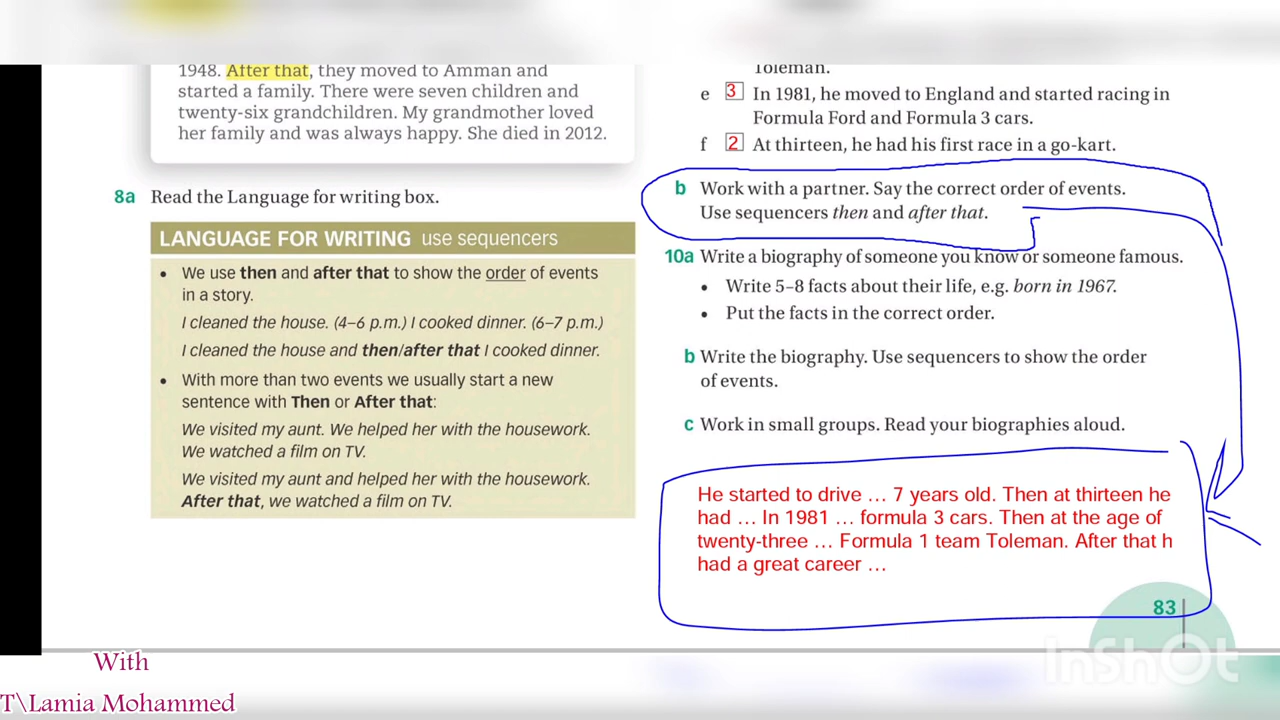 1948. After that, they moved to Amman and
started a family. There were seven children and
twenty-six grandchildren. My grandmother loved
her family and was always happy. She died in 2012.
8a Read the Language for writing box.
LANGUAGE FOR WRITING use sequencers
• We use then and after that to show the order of events
in a story.
I cleaned the house. (4–6 p.m.) I cooked dinner. (6–7 p.m.)
I cleaned the house and then/after that I cooked dinner.
• With more than two events we usually start a new
sentence with Then or After that:
We visited my aunt. We helped her with the housework.
We watched a film on TV.
We visited my aunt and helped her with the housework.
After that, we watched a film on TV.
Toleman.
e 3 In 1981, he moved to England and started racing in
Formula Ford and Formula 3 cars.
f 2 At thirteen, he had his first race in a go-kart.
b Work with a partner. Say the correct order of events.
Use sequencers then and after that.
10a Write a biography of someone you know or someone famous.
• Write 5–8 facts about their life, e.g. born in 1967.
• Put the facts in the correct order.
b Write the biography. Use sequencers to show the order
of events.
c Work in small groups. Read your biographies aloud.
He started to drive … 7 years old. Then at thirteen he
had … In 1981 … formula 3 cars. Then at the age of
twenty-three … Formula 1 team Toleman. After that h
had a great career …
83
InShOt
With
T\Lamia Mohammed